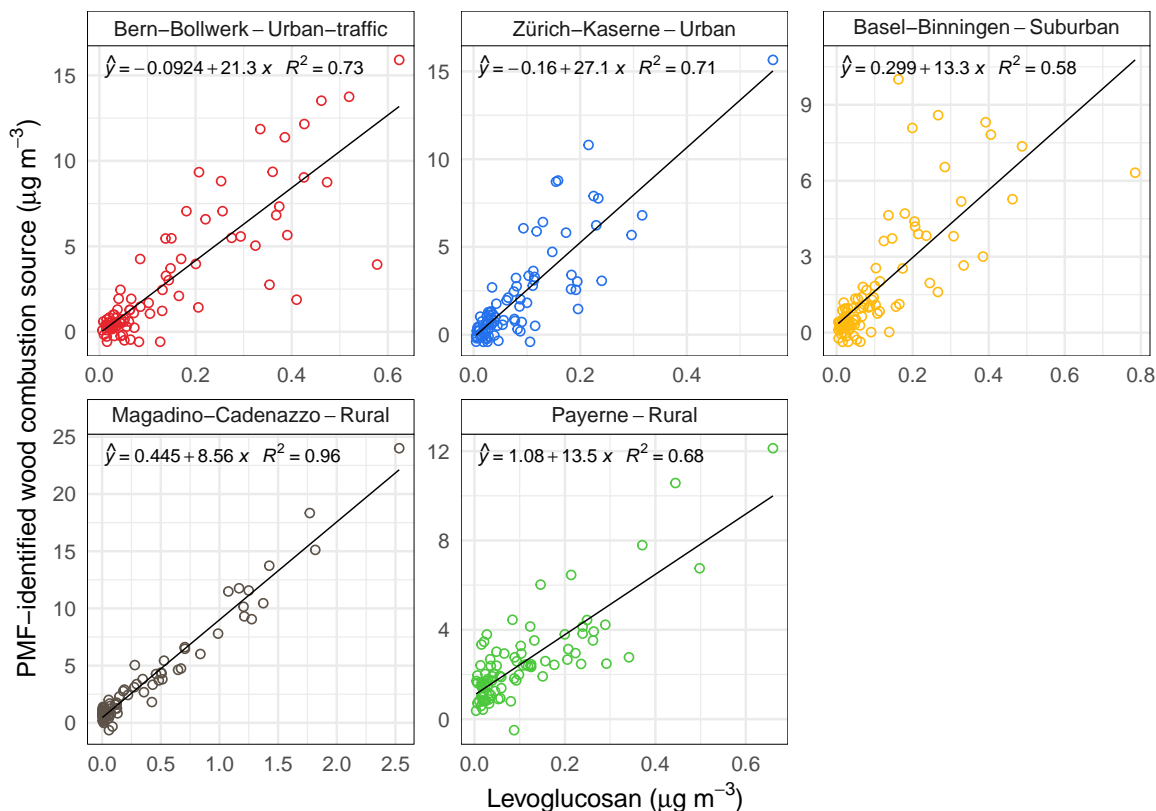 Bern−Bollwerk – Urban−traffic
Zürich−Kaserne – Urban
Basel−Binningen – Suburban
ŷ = −0.0924 + 21.3 x R² = 0.73
ŷ = −0.16 + 27.1 x R² = 0.71
ŷ = 0.299 + 13.3 x R² = 0.58
15
10
5
0
15
10
5
0
9
6
3
0
0.0 0.2 0.4 0.6
0.0 0.2 0.4
0.0 0.2 0.4 0.6 0.8
PMF−identified wood combustion source (μg m⁻³)
Magadino−Cadenazzo – Rural
Payerne – Rural
ŷ = 0.445 + 8.56 x R² = 0.96
ŷ = 1.08 + 13.5 x R² = 0.68
25
20
15
10
5
0
12
8
4
0
0.0 0.5 1.0 1.5 2.0 2.5
0.0 0.2 0.4 0.6
Levoglucosan (μg m⁻³)